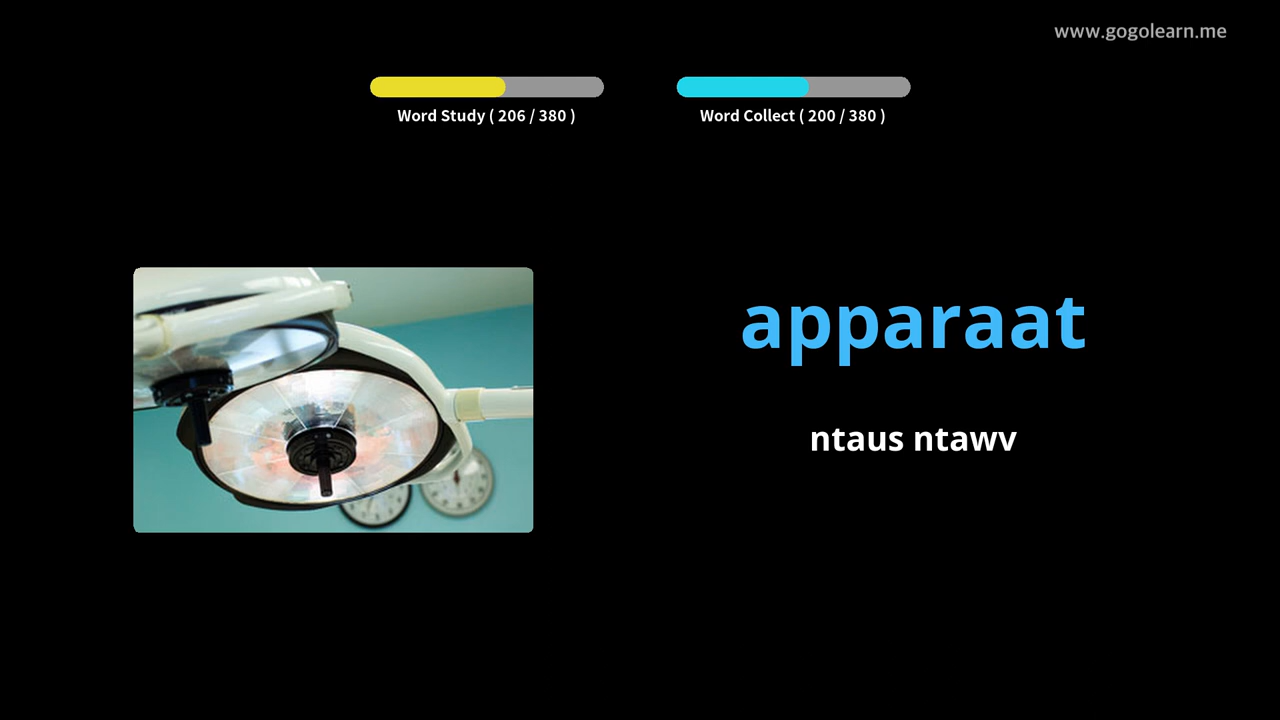 www.gogolearn.me
Word Study ( 206 / 380 )
Word Collect ( 200 / 380 )
apparaat
ntaus ntawv